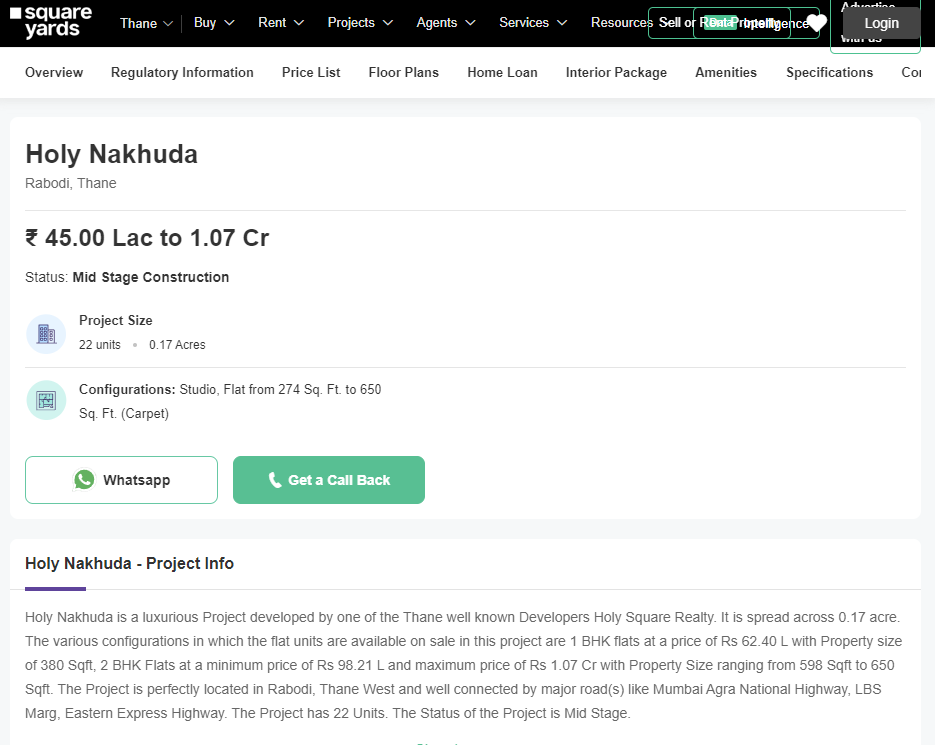 square
yards
Thane
Buy
Rent
Projects
Agents
Services
Resources
Sell or Rent Property
Data Intelligence
Advertise
with us
Login
Overview
Regulatory Information
Price List
Floor Plans
Home Loan
Interior Package
Amenities
Specifications
Holy Nakhuda
Rabodi, Thane
₹ 45.00 Lac to 1.07 Cr
Status: Mid Stage Construction
Project Size
22 units • 0.17 Acres
Configurations: Studio, Flat from 274 Sq. Ft. to 650
Sq. Ft. (Carpet)
Whatsapp
Get a Call Back
Holy Nakhuda - Project Info
Holy Nakhuda is a luxurious Project developed by one of the Thane well known Developers Holy Square Realty. It is spread across 0.17 acre.
The various configurations in which the flat units are available on sale in this project are 1 BHK flats at a price of Rs 62.40 L with Property size
of 380 Sqft, 2 BHK Flats at a minimum price of Rs 98.21 L and maximum price of Rs 1.07 Cr with Property Size ranging from 598 Sqft to 650
Sqft. The Project is perfectly located in Rabodi, Thane West and well connected by major road(s) like Mumbai Agra National Highway, LBS
Marg, Eastern Express Highway. The Project has 22 Units. The Status of the Project is Mid Stage.